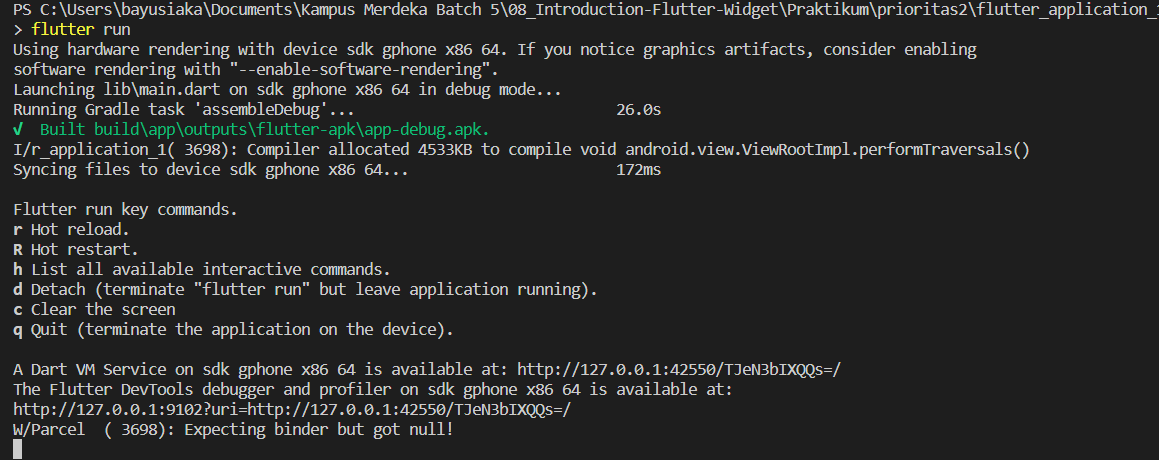 PS C:\Users\bayusiaka\Documents\Kampus Merdeka Batch 5\08_Introduction-Flutter-Widget\Praktikum\prioritas2\flutter_application_1
> flutter run
Using hardware rendering with device sdk gphone x86 64. If you notice graphics artifacts, consider enabling
software rendering with "--enable-software-rendering".
Launching lib\main.dart on sdk gphone x86 64 in debug mode...
Running Gradle task 'assembleDebug'... 26.0s
√ Built build\app\outputs\flutter-apk\app-debug.apk.
I/r_application_1( 3698): Compiler allocated 4533KB to compile void android.view.ViewRootImpl.performTraversals()
Syncing files to device sdk gphone x86 64... 172ms
Flutter run key commands.
r Hot reload.
R Hot restart.
h List all available interactive commands.
d Detach (terminate "flutter run" but leave application running).
c Clear the screen
q Quit (terminate the application on the device).
A Dart VM Service on sdk gphone x86 64 is available at: http://127.0.0.1:42550/TJeN3bIXQQs=/
The Flutter DevTools debugger and profiler on sdk gphone x86 64 is available at:
http://127.0.0.1:9102?uri=http://127.0.0.1:42550/TJeN3bIXQQs=/
W/Parcel ( 3698): Expecting binder but got null!